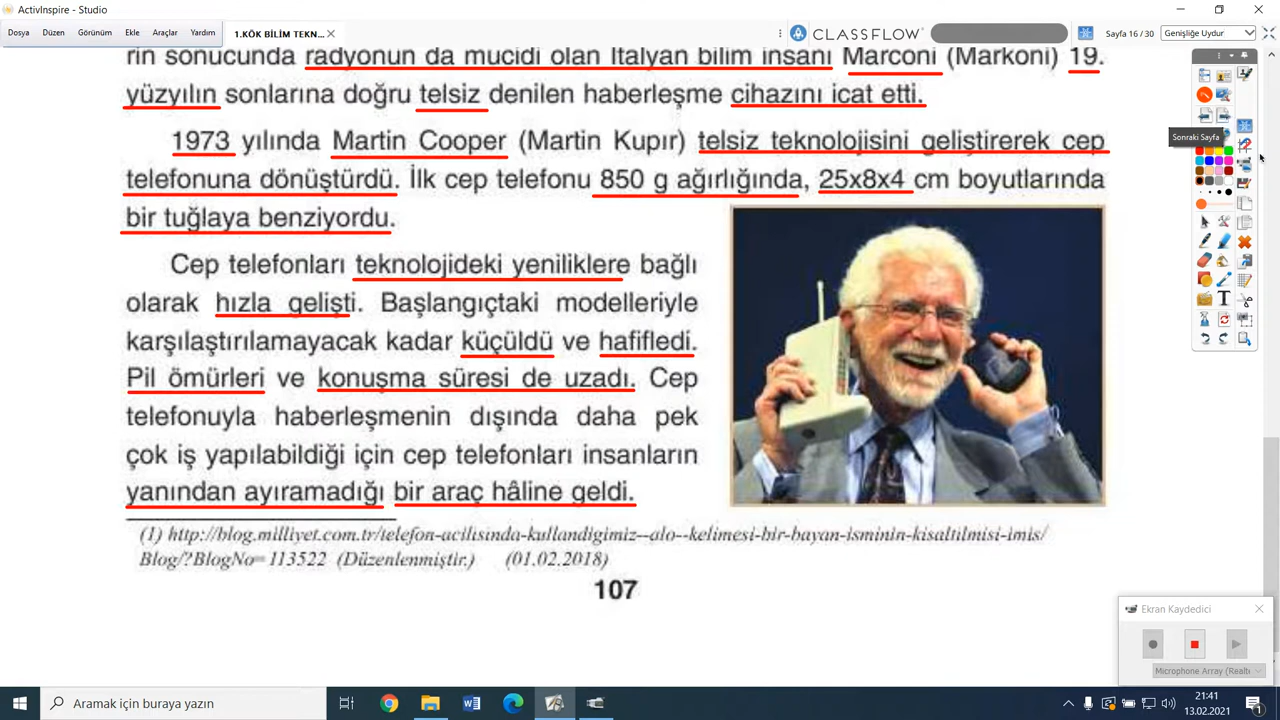 ActivInspire - Studio
Dosya Düzen Görünüm Ekle Araçlar Yardım
1.KÖK BİLİM TEKN...
CLASSFLOW
Sayfa 16 / 30
Genişliğe Uydur
Sonraki Sayfa
rin sonucunda radyonun da mucidi olan İtalyan bilim insanı Marconi (Markoni) 19.
yüzyılın sonlarına doğru telsiz denilen haberleşme cihazını icat etti.
1973 yılında Martin Cooper (Martin Kupır) telsiz teknolojisini geliştirerek cep
telefonuna dönüştürdü. İlk cep telefonu 850 g ağırlığında, 25x8x4 cm boyutlarında
bir tuğlaya benziyordu.
Cep telefonları teknolojideki yeniliklere bağlı
olarak hızla gelişti. Başlangıçtaki modelleriyle
karşılaştırılamayacak kadar küçüldü ve hafifledi.
Pil ömürleri ve konuşma süresi de uzadı. Cep
telefonuyla haberleşmenin dışında daha pek
çok iş yapılabildiği için cep telefonları insanların
yanından ayıramadığı bir araç hâline geldi.
(1) http://blog.milliyet.com.tr/telefon-acilisinda-kullandigimiz--alo--kelimesi-bir-bayan-isminin-kisaltilmisi-imis/
Blog/?BlogNo=113522 (Düzenlenmiştir.) (01.02.2018)
107
Ekran Kaydedici
Microphone Array (Realte
Aramak için buraya yazın
21:41
13.02.2021
1